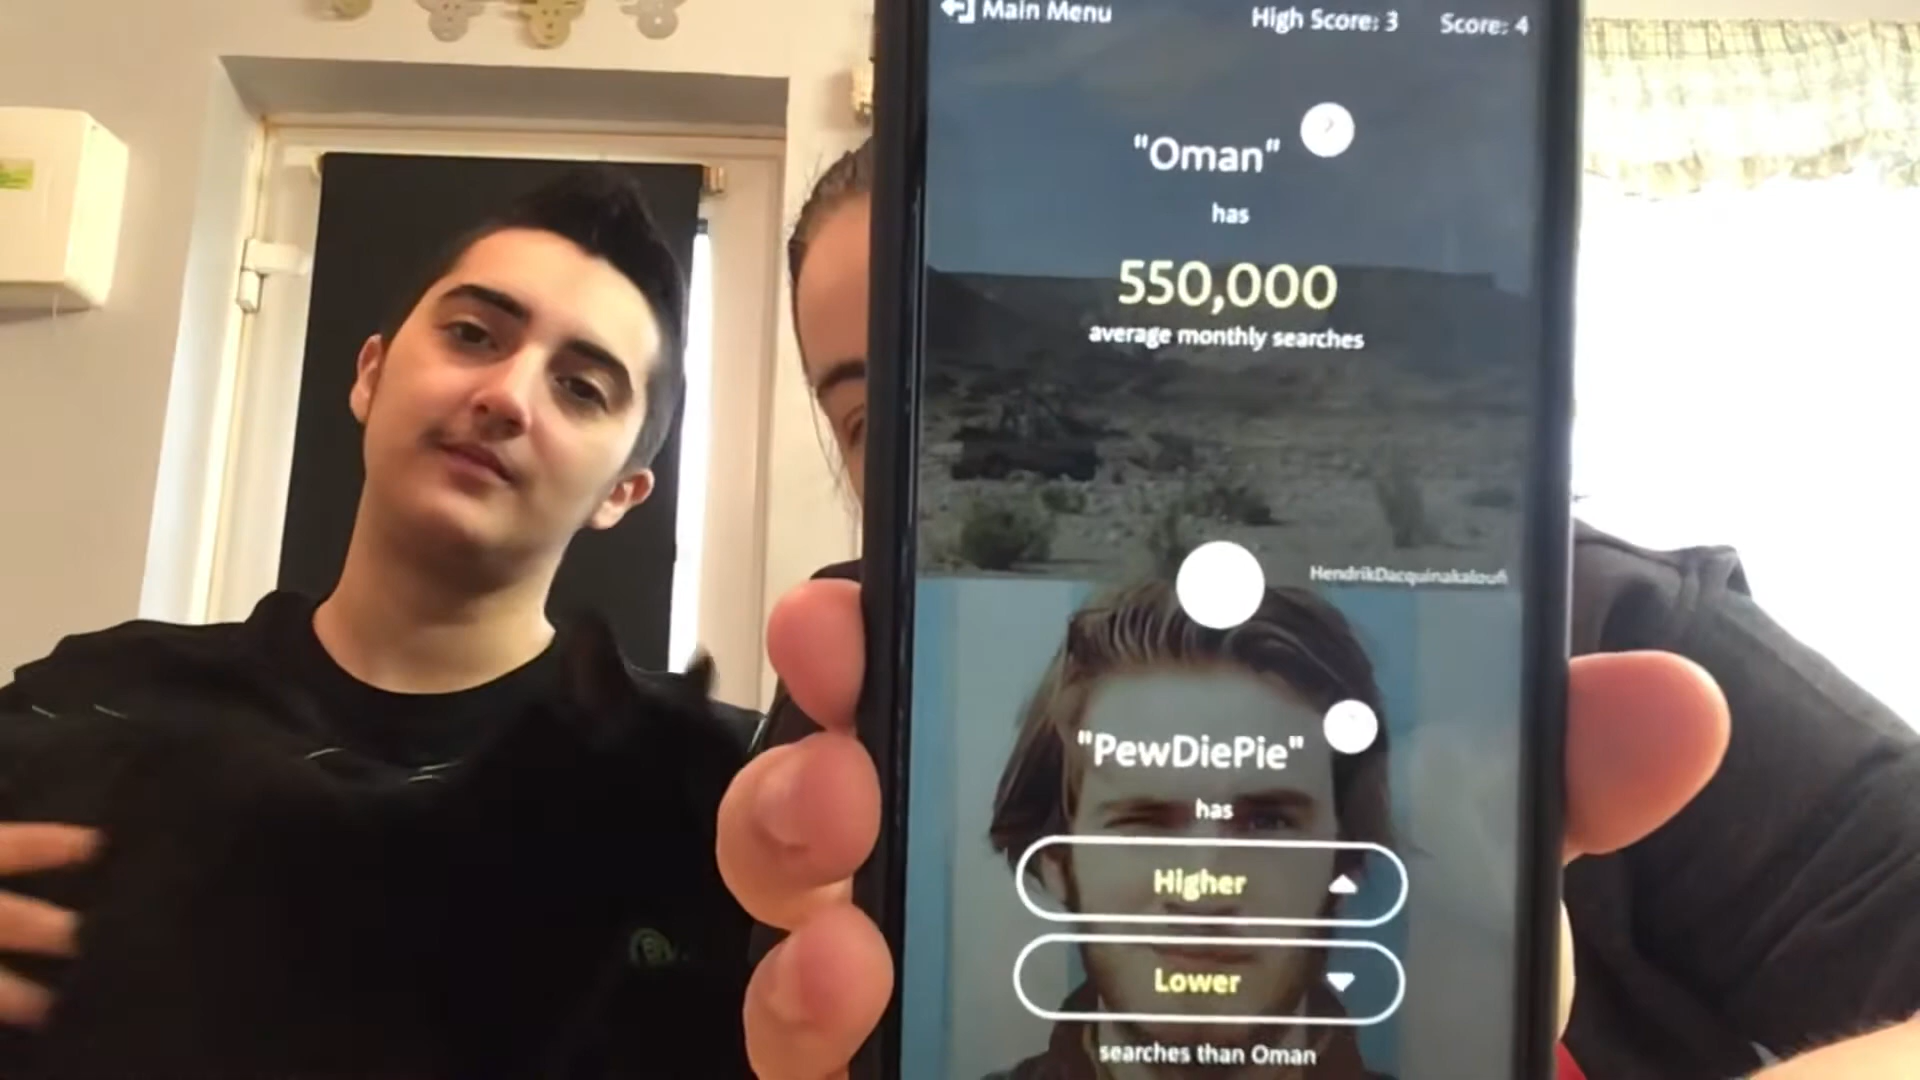 Main Menu
High Score: 3
Score: 4
"Oman"
has
550,000
average monthly searches
HendrikDacquinakaloufi
"PewDiePie"
has
Higher
Lower
searches than Oman